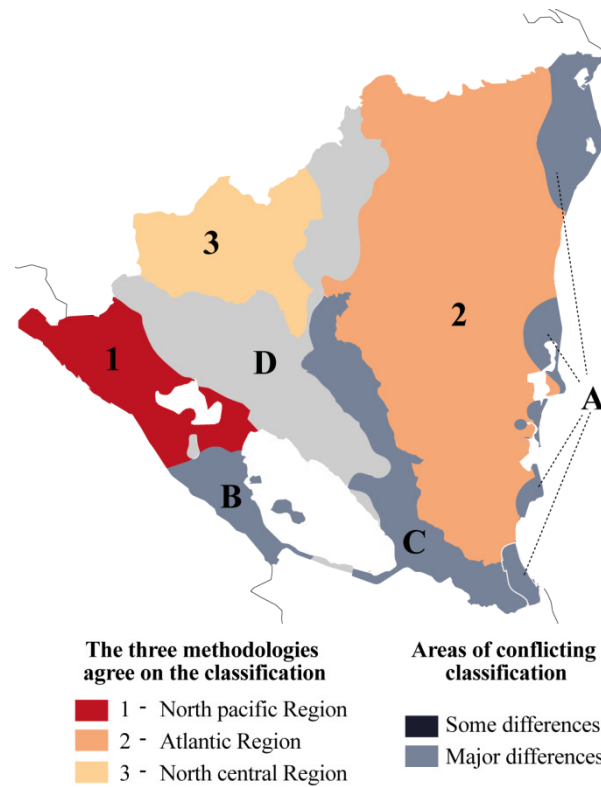 3
2
1
D
A
B
C
The three methodologies
agree on the classification
1 - North pacific Region
2 - Atlantic Region
3 - North central Region
Areas of conflicting
classification
Some differences
Major differences